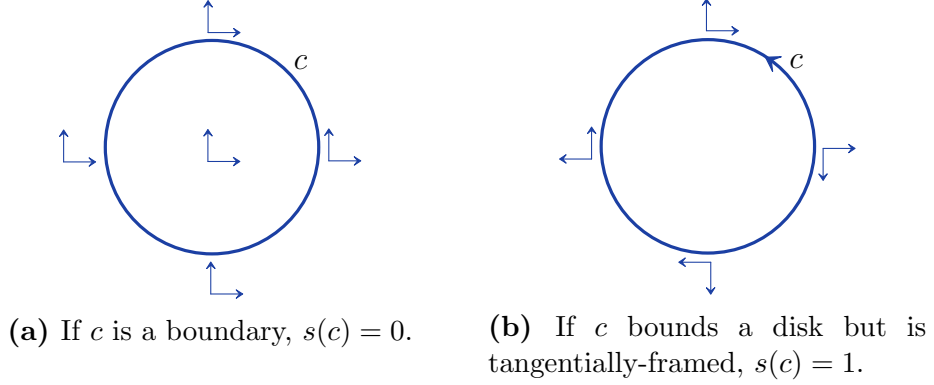 c
c
(a) If c is a boundary, s(c) = 0.
(b) If c bounds a disk but is
tangentially-framed, s(c) = 1.